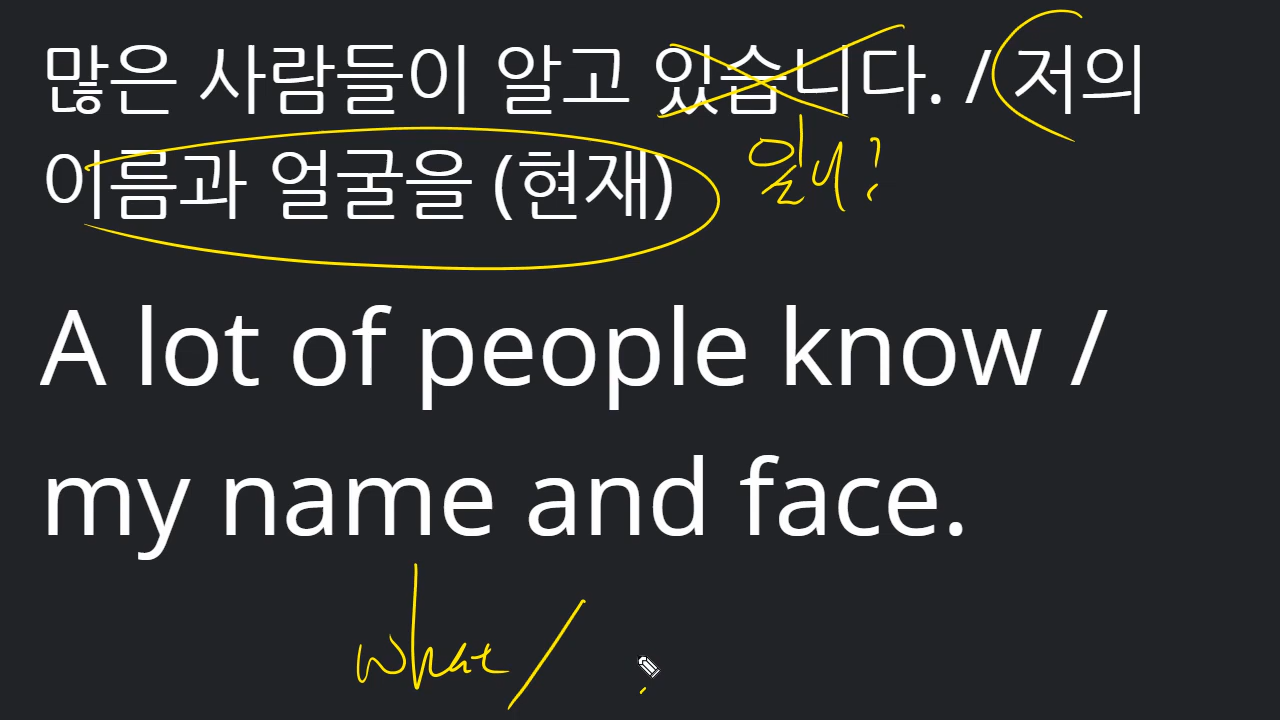 많은 사람들이 알고 있습니다. / 저의
이름과 얼굴을 (현재)
A lot of people know /
my name and face.
what /